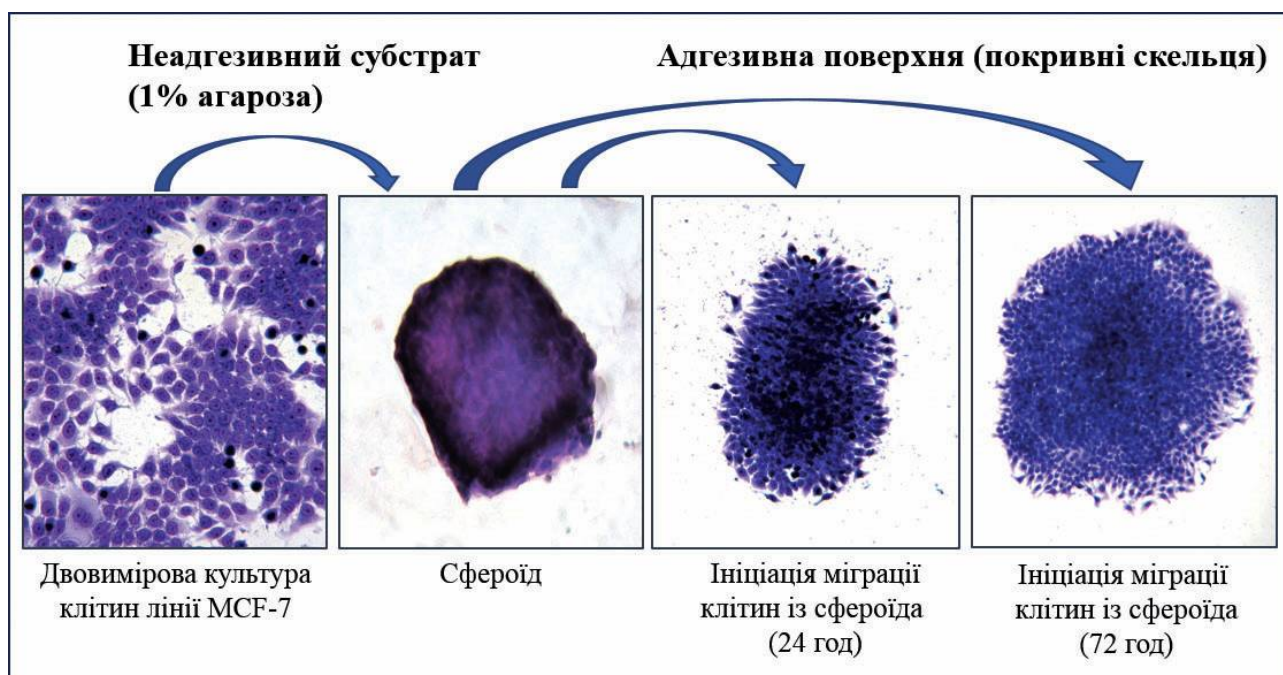 Неадгезивний субстрат
(1% агароза)
Адгезивна поверхня (покривні скельця)
Двовимірова культура
клітин лінії MCF-7
Сфероїд
Ініціація міграції
клітин із сфероїда
(24 год)
Ініціація міграції
клітин із сфероїда
(72 год)